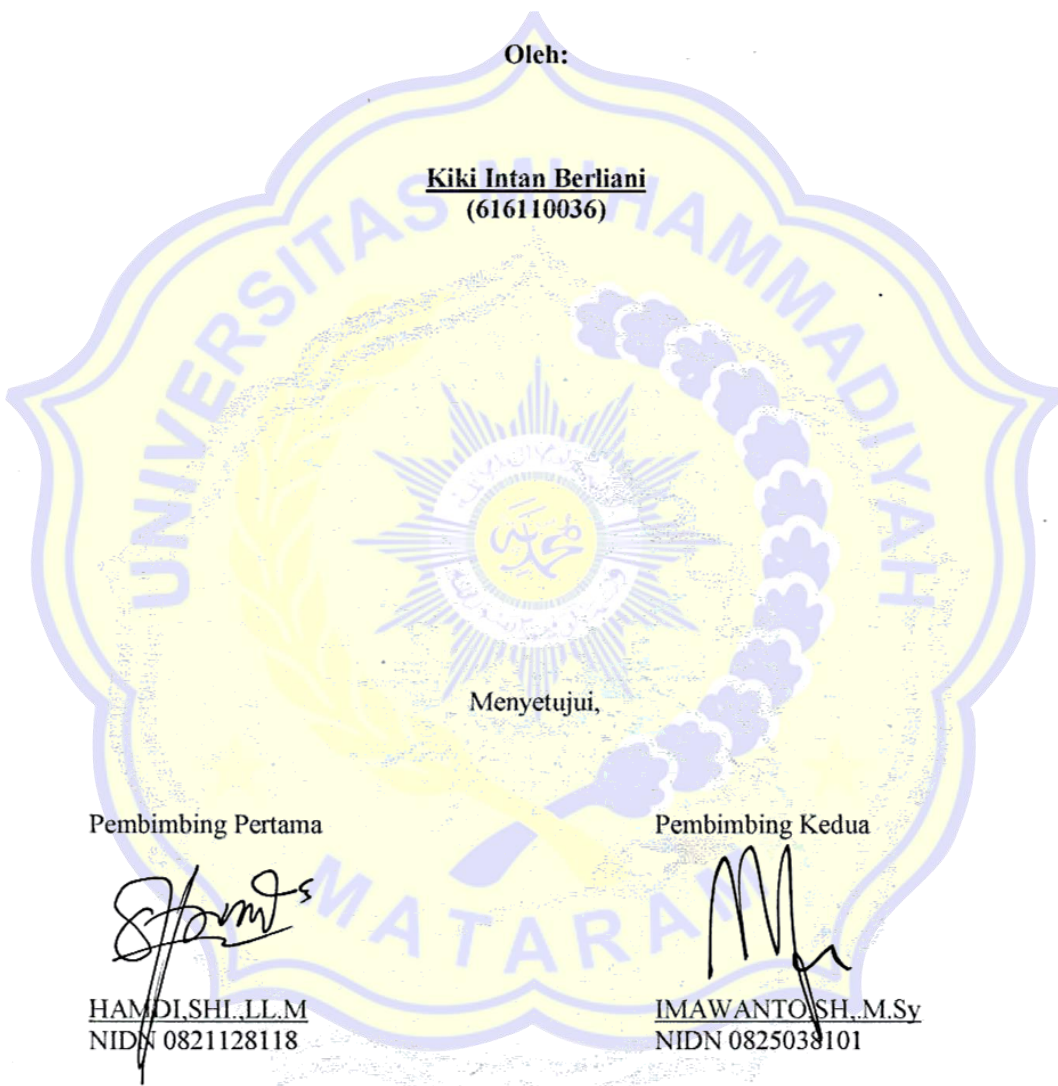 Oleh:
Kiki Intan Berliani
(616110036)
UNIVERSITAS MUHAMMADIYAH
Menyetujui,
Pembimbing Pertama
Pembimbing Kedua
MATARAM
HAMDI,SHI.,LL.M
NIDN 0821128118
IMAWANTO,SH,.M.Sy
NIDN 0825038101